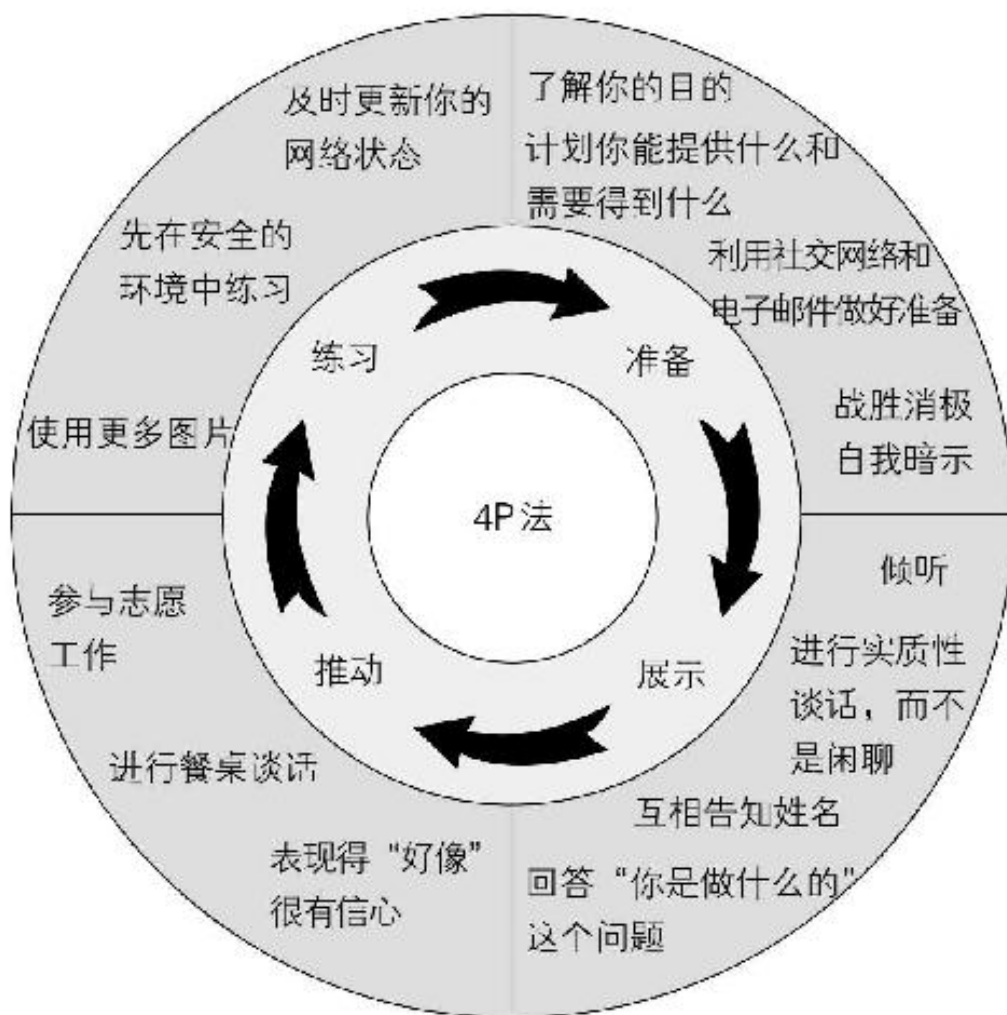 及时更新你的
网络状态
先在安全的
环境中练习
使用更多图片
了解你的目的
计划你能提供什么和
需要得到什么
利用社交网络和
电子邮件做好准备
战胜消极
自我暗示
练习
准备
4P法
推动
展示
倾听
进行实质性
谈话，而不
是闲聊
互相告知姓名
回答“你是做什么的”
这个问题
参与志愿
工作
进行餐桌谈话
表现得“好像”
很有信心